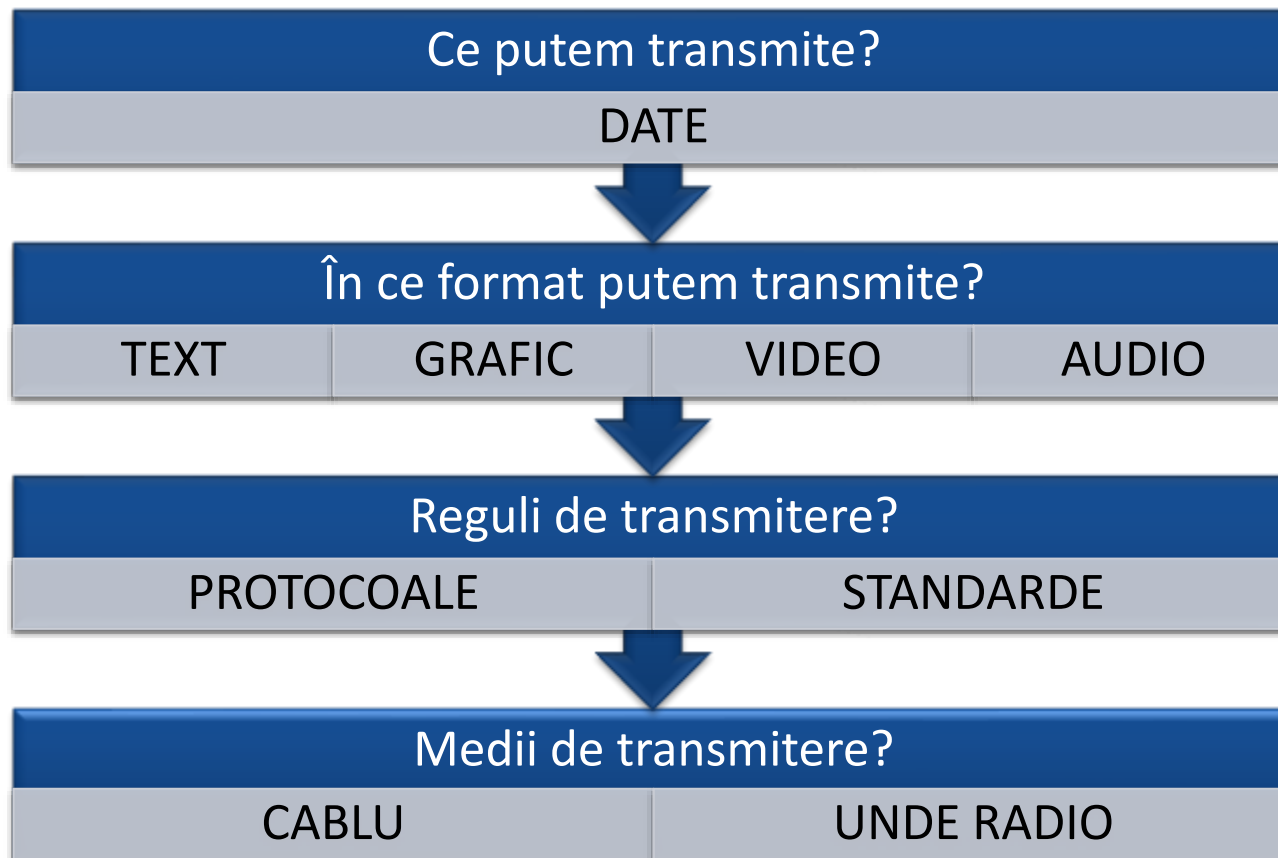 Ce putem transmite?
DATE
În ce format putem transmite?
TEXT GRAFIC VIDEO AUDIO
Reguli de transmitere?
PROTOCOALE STANDARDE
Medii de transmitere?
CABLU UNDE RADIO